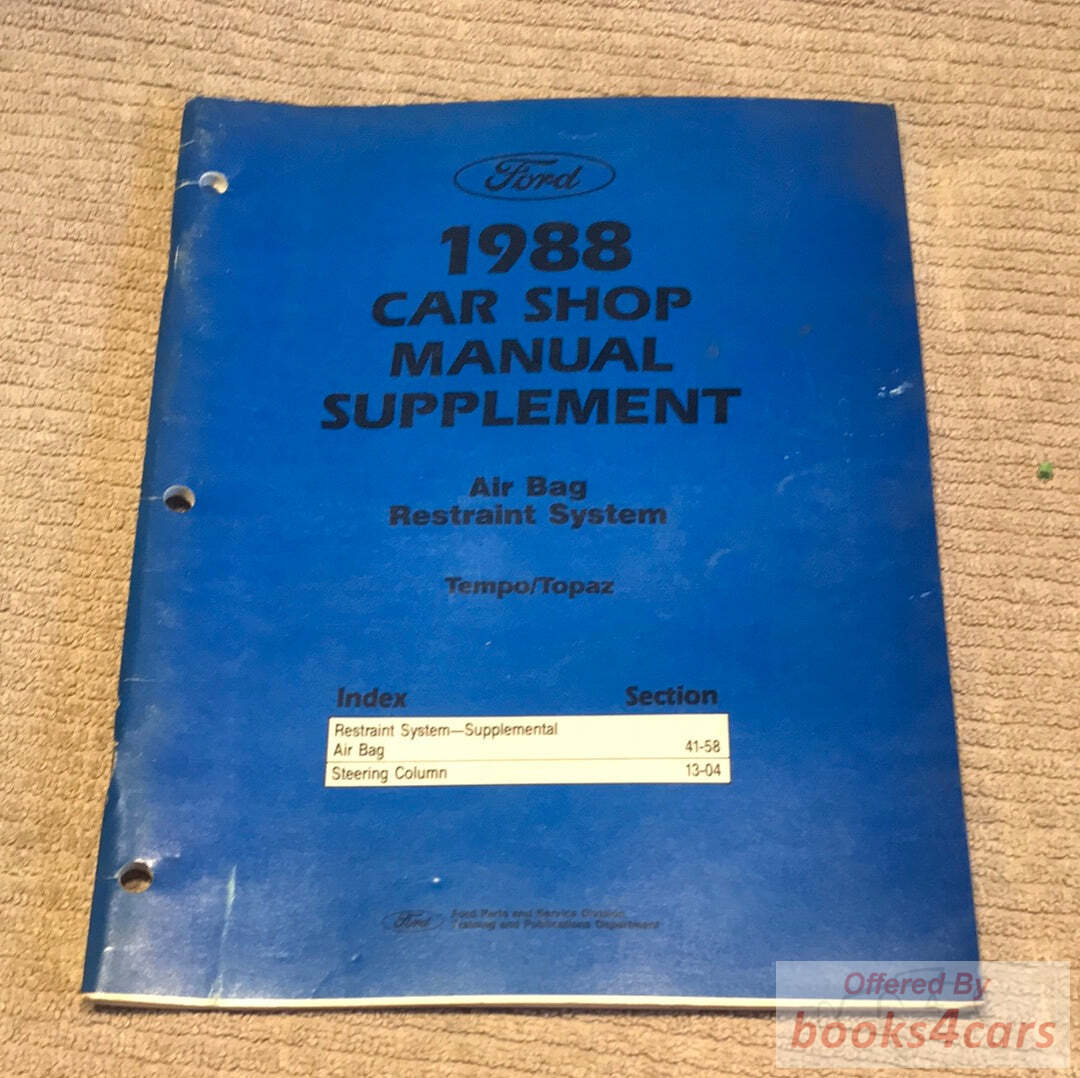 Ford
1988
CAR SHOP
MANUAL
SUPPLEMENT
Air Bag
Restraint System
Tempo/Topaz
Index Section
Restraint System—Supplemental
Air Bag 41-58
Steering Column 13-04
Ford
Ford Parts and Service Division
Training and Publications Department
Offered By
books4cars